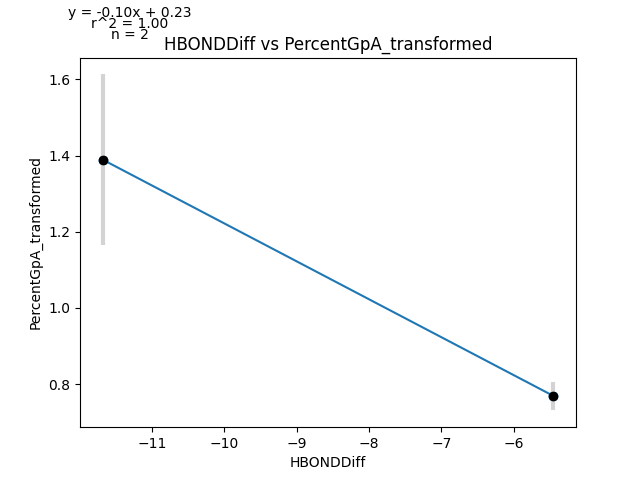 y = -0.10x + 0.23
r^2 = 1.00
n = 2
HBONDDiff vs PercentGpA_transformed
1.6
1.4
1.2
1.0
0.8
PercentGpA_transformed
−11
−10
−9
−8
−7
−6
HBONDDiff